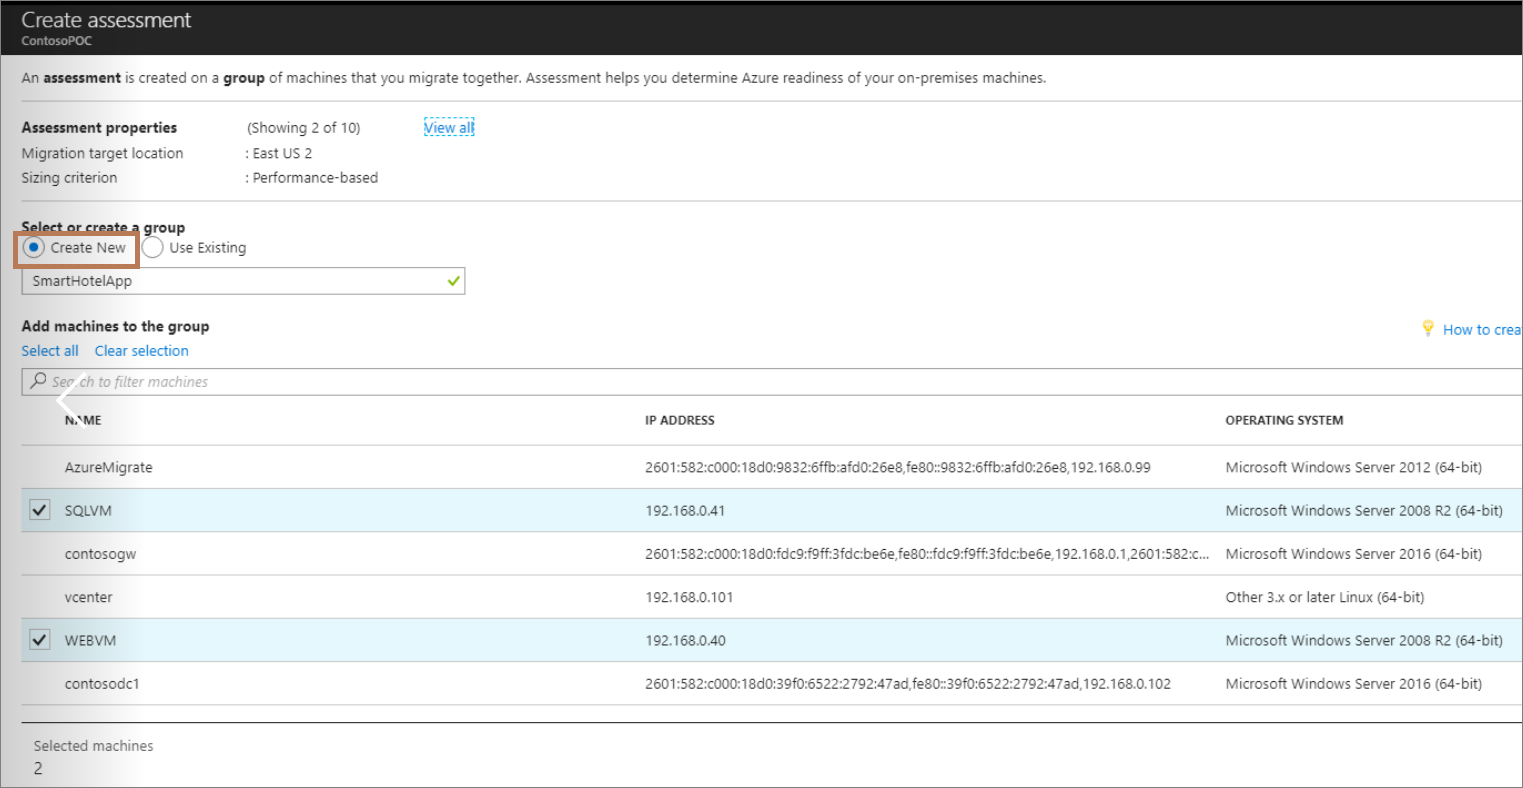 Create assessment
ContosoPOC
An assessment is created on a group of machines that you migrate together. Assessment helps you determine Azure readiness of your on-premises machines.
Assessment properties (Showing 2 of 10) View all
Migration target location : East US 2
Sizing criterion : Performance-based
Select or create a group
Create New Use Existing
SmartHotelApp
Add machines to the group
How to crea
Select all Clear selection
Search to filter machines
NAME IP ADDRESS OPERATING SYSTEM
AzureMigrate 2601:582:c000:18d0:9832:6ffb:afd0:26e8,fe80::9832:6ffb:afd0:26e8,192.168.0.99 Microsoft Windows Server 2012 (64-bit)
SQLVM 192.168.0.41 Microsoft Windows Server 2008 R2 (64-bit)
contosogw 2601:582:c000:18d0:fdc9:f9ff:3fdc:be6e,fe80::fdc9:f9ff:3fdc:be6e,192.168.0.1,2601:582:c... Microsoft Windows Server 2016 (64-bit)
vcenter 192.168.0.101 Other 3.x or later Linux (64-bit)
WEBVM 192.168.0.40 Microsoft Windows Server 2008 R2 (64-bit)
contosodc1 2601:582:c000:18d0:39f0:6522:2792:47ad,fe80::39f0:6522:2792:47ad,192.168.0.102 Microsoft Windows Server 2016 (64-bit)
Selected machines
2